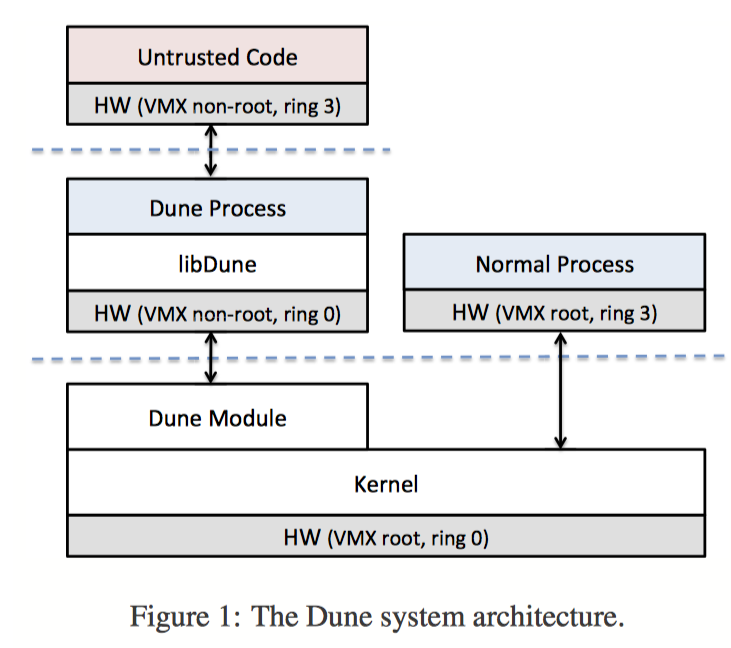 Untrusted Code
HW (VMX non-root, ring 3)
Dune Process
libDune
HW (VMX non-root, ring 0)
Normal Process
HW (VMX root, ring 3)
Dune Module
Kernel
HW (VMX root, ring 0)
Figure 1: The Dune system architecture.